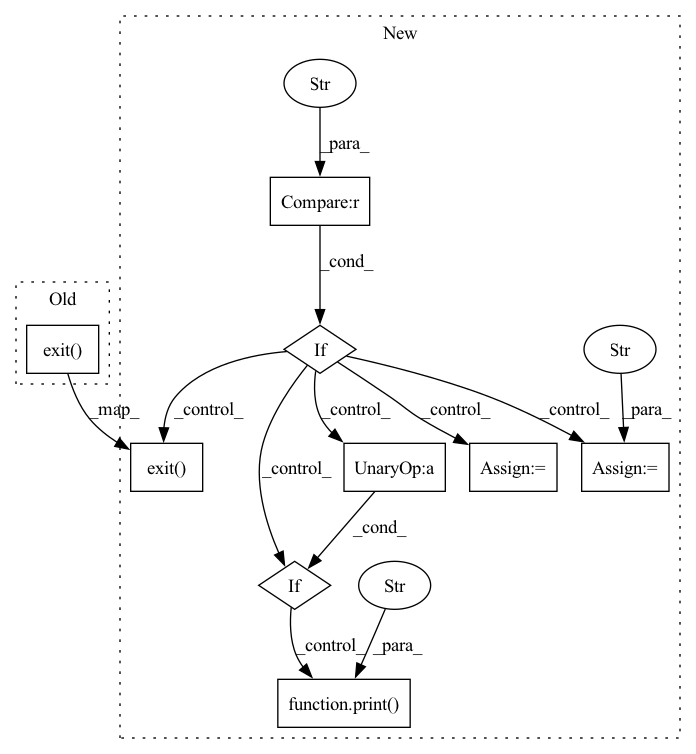 New
Str
_para_
Compare:r
_cond_
Old
exit()
If
Str
_map_
_control_
_control_
_control_
_control_
_control_
_para_
exit()
UnaryOp:a
Assign:=
Assign:=
_cond_
If
Str
_control_
_para_
function.print()